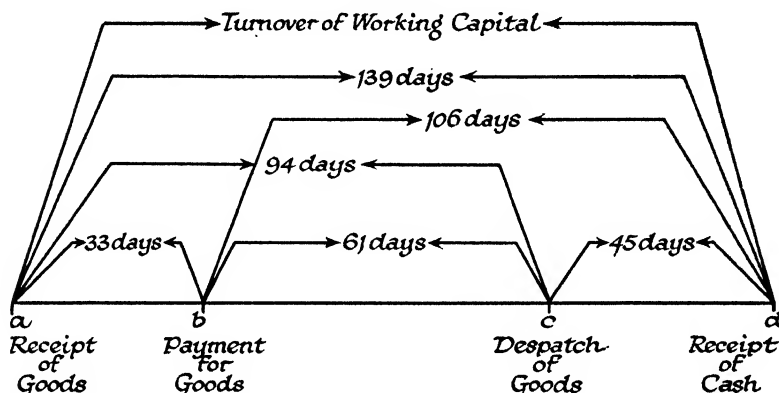 Turnover of Working Capital
139 days
106 days
94 days
33 days
61 days
45 days
a
b
c
d
Receipt
of
Goods
Payment
for
Goods
Despatch
of
Goods
Receipt
of
Cash